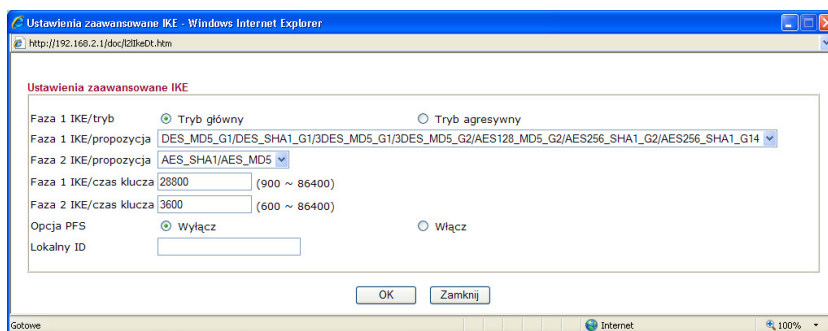 Ustawienia zaawansowane IKE - Windows Internet Explorer
http://192.168.2.1/doc/l2lIkeDt.htm
Ustawienia zaawansowane IKE
Faza 1 IKE/tryb Tryb główny Tryb agresywny
Faza 1 IKE/propozycja DES_MD5_G1/DES_SHA1_G1/3DES_MD5_G1/3DES_MD5_G2/AES128_MD5_G2/AES256_SHA1_G2/AES256_SHA1_G14
Faza 2 IKE/propozycja AES_SHA1/AES_MD5
Faza 1 IKE/czas klucza 28800 (900 ~ 86400)
Faza 2 IKE/czas klucza 3600 (600 ~ 86400)
Opcja PFS Wyłącz Włącz
Lokalny ID
OK Zamknij
Gotowe Internet 100%